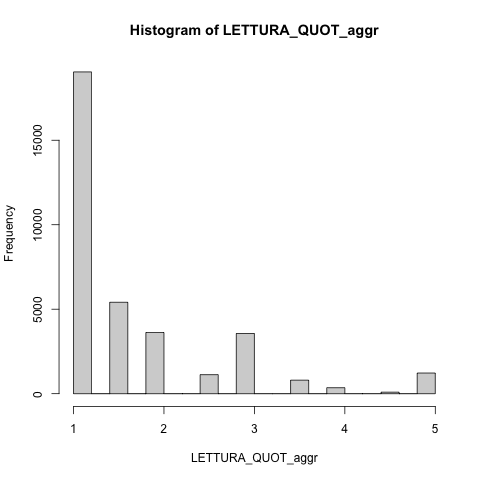 Histogram of LETTURA_QUOT_aggr
Frequency
15000
10000
5000
0
1 2 3 4 5
LETTURA_QUOT_aggr